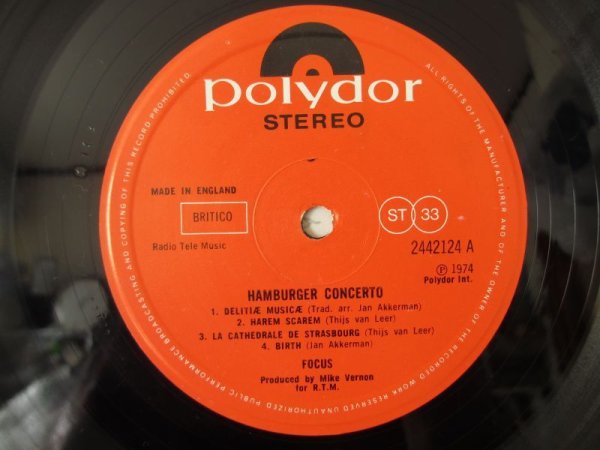 polydor
STEREO
MADE IN ENGLAND
BRITICO
Radio Tele Music
ST 33
2442124 A
Ⓟ 1974
Polydor Int.
HAMBURGER CONCERTO
1. DELITIÆ MUSICÆ (Trad. arr. Jan Akkerman)
2. HAREM SCAREM (Thijs van Leer)
3. LA CATHEDRALE DE STRASBOURG (Thijs van Leer)
4. BIRTH (Jan Akkerman)
FOCUS
Produced by Mike Vernon
for R.T.M.
ALL RIGHTS OF THE MANUFACTURER AND OF THE OWNER OF THE RECORDED WORK RESERVED UNAUTHORIZED PUBLIC PERFORMANCE BROADCASTING AND COPYING OF THIS RECORD PROHIBITED.